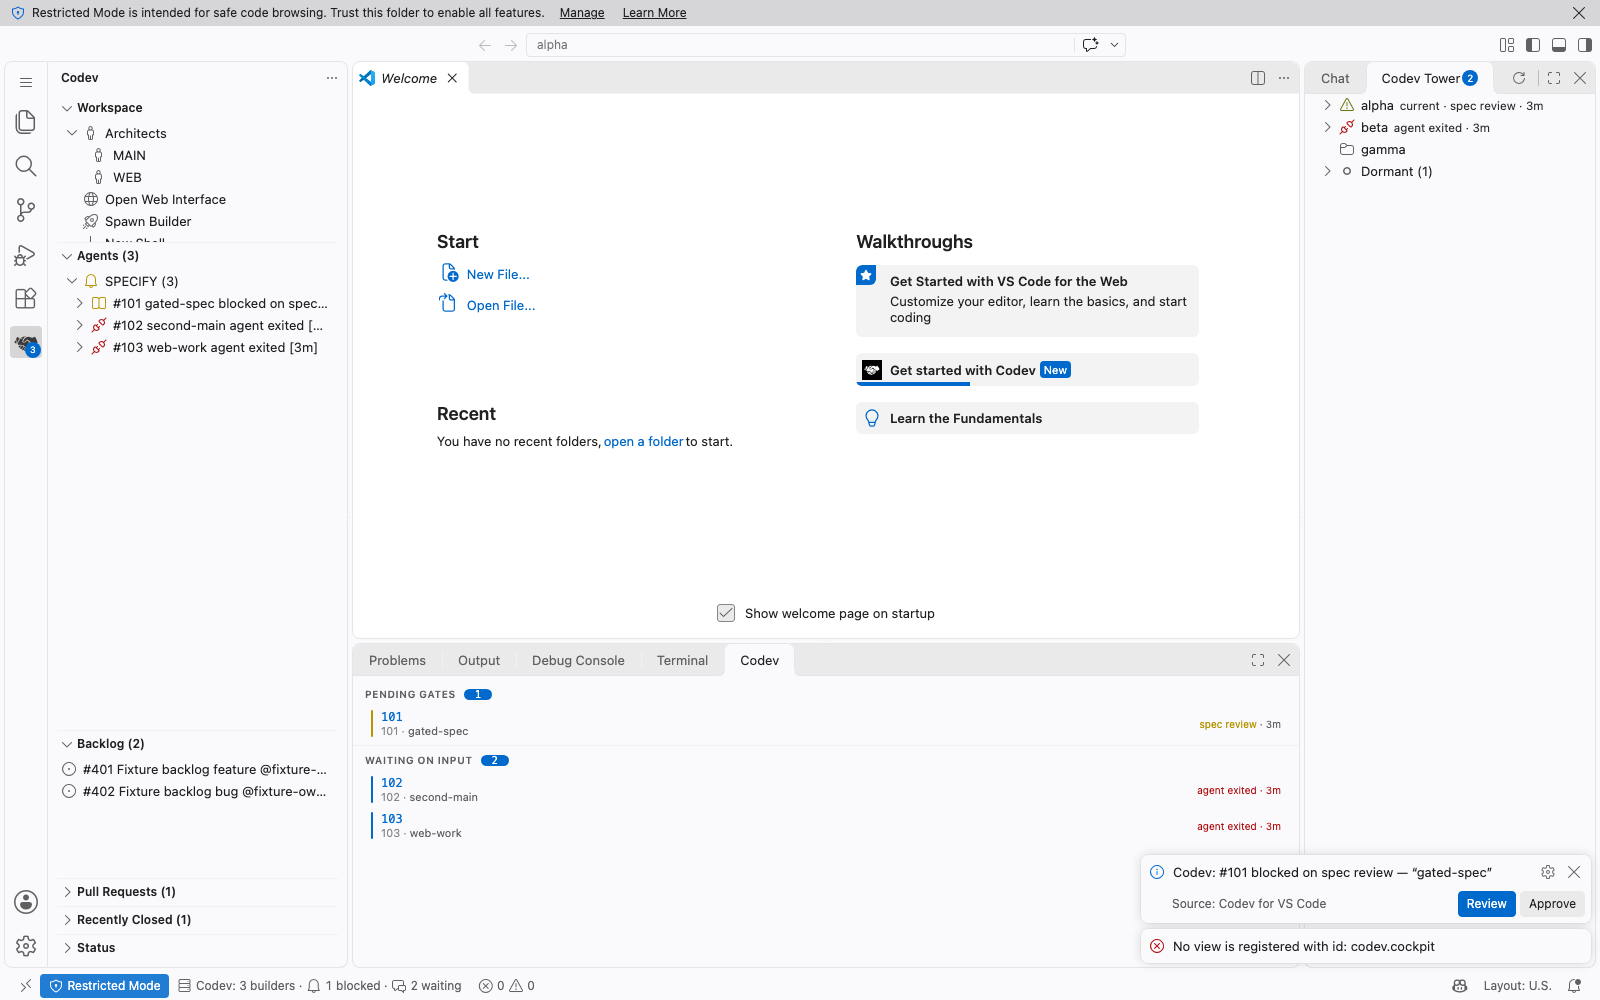 Restricted Mode is intended for safe code browsing. Trust this folder to enable all features. Manage Learn More
alpha
Codev
Workspace
Architects
MAIN
WEB
Open Web Interface
Spawn Builder
New Shell
Agents (3)
SPECIFY (3)
#101 gated-spec blocked on spec...
#102 second-main agent exited [...
#103 web-work agent exited [3m]
3
Backlog (2)
#401 Fixture backlog feature @fixture-...
#402 Fixture backlog bug @fixture-ow...
Pull Requests (1)
Recently Closed (1)
Status
Welcome
Start
New File...
Open File...
Recent
You have no recent folders, open a folder to start.
Walkthroughs
Get Started with VS Code for the Web
Customize your editor, learn the basics, and start
coding
Get started with Codev New
Learn the Fundamentals
Show welcome page on startup
Problems Output Debug Console Terminal Codev
PENDING GATES 1
101
101 · gated-spec
spec review · 3m
WAITING ON INPUT 2
102
102 · second-main
agent exited · 3m
103
103 · web-work
agent exited · 3m
Chat Codev Tower 2
alpha current · spec review · 3m
beta agent exited · 3m
gamma
Dormant (1)
Codev: #101 blocked on spec review — “gated-spec”
Source: Codev for VS Code Review Approve
No view is registered with id: codev.cockpit
Restricted Mode Codev: 3 builders · 1 blocked · 2 waiting 0 0 Layout: U.S.